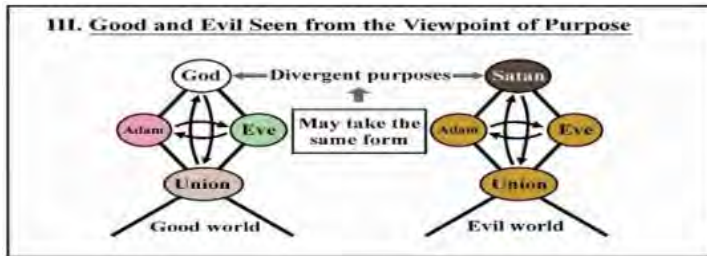 III. Good and Evil Seen from the Viewpoint of Purpose
God Divergent purposes Satan
Adam Eve May take the same form Adam Eve
Union Union
Good world Evil world